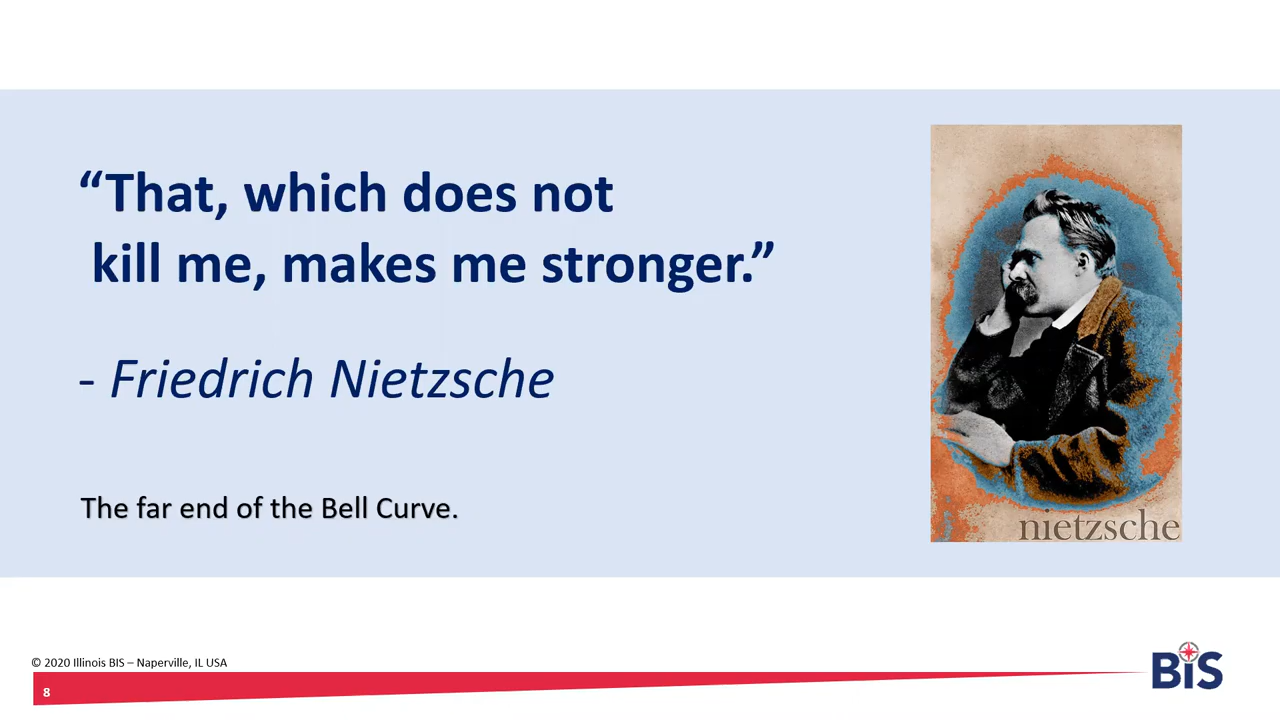 “That, which does not
kill me, makes me stronger.”
- Friedrich Nietzsche
The far end of the Bell Curve.
nietzsche
© 2020 Illinois BIS – Naperville, IL USA
8
BiS